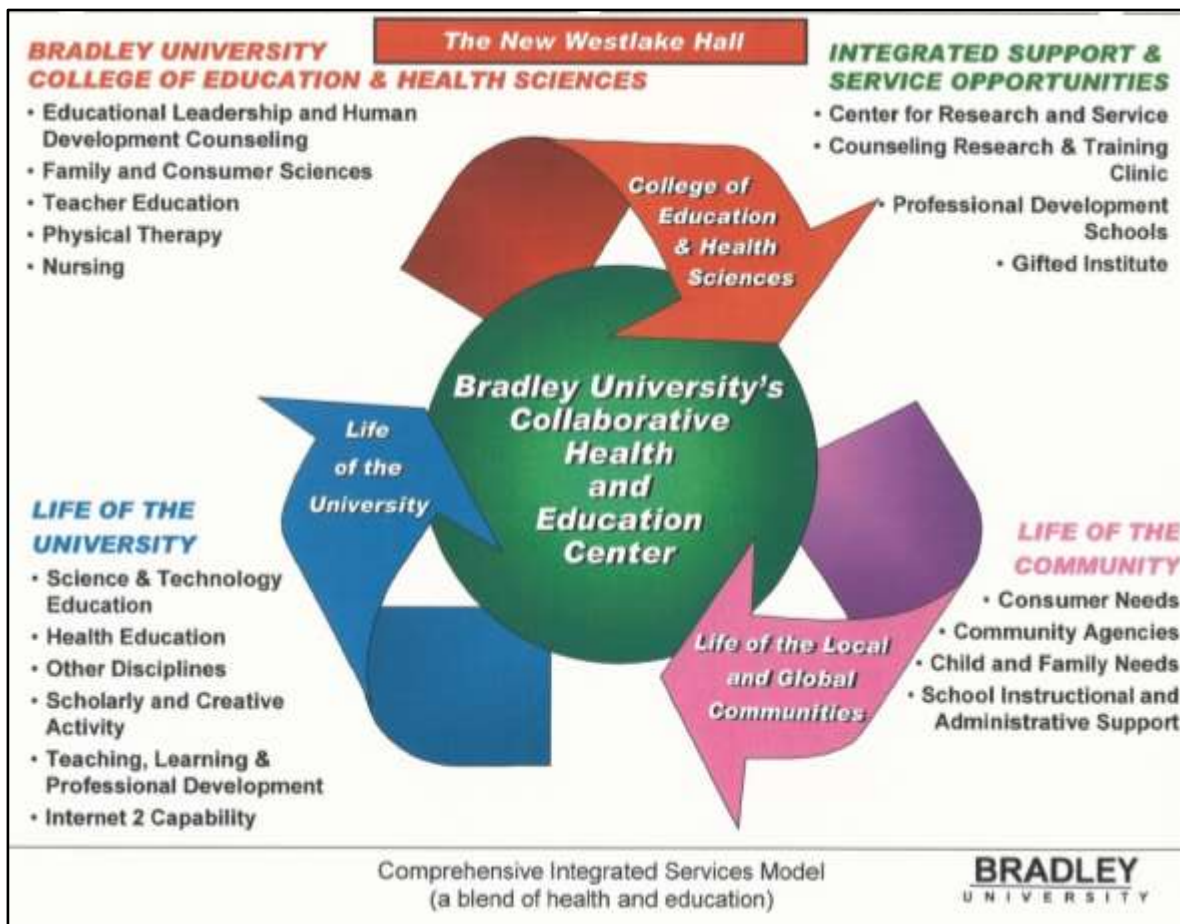 The New Westlake Hall
BRADLEY UNIVERSITY
COLLEGE OF EDUCATION & HEALTH SCIENCES
• Educational Leadership and Human
Development Counseling
• Family and Consumer Sciences
• Teacher Education
• Physical Therapy
• Nursing
INTEGRATED SUPPORT &
SERVICE OPPORTUNITIES
• Center for Research and Service
• Counseling Research & Training
Clinic
• Professional Development
Schools
• Gifted Institute
College of
Education
& Health
Sciences
Bradley University's
Collaborative
Health
and
Education
Center
Life
of the
University
Life of the Local
and Global
Communities
LIFE OF THE
UNIVERSITY
• Science & Technology
Education
• Health Education
• Other Disciplines
• Scholarly and Creative
Activity
• Teaching, Learning &
Professional Development
• Internet 2 Capability
LIFE OF THE
COMMUNITY
• Consumer Needs
• Community Agencies
• Child and Family Needs
• School Instructional and
Administrative Support
Comprehensive Integrated Services Model
(a blend of health and education)
BRADLEY
UNIVERSITY